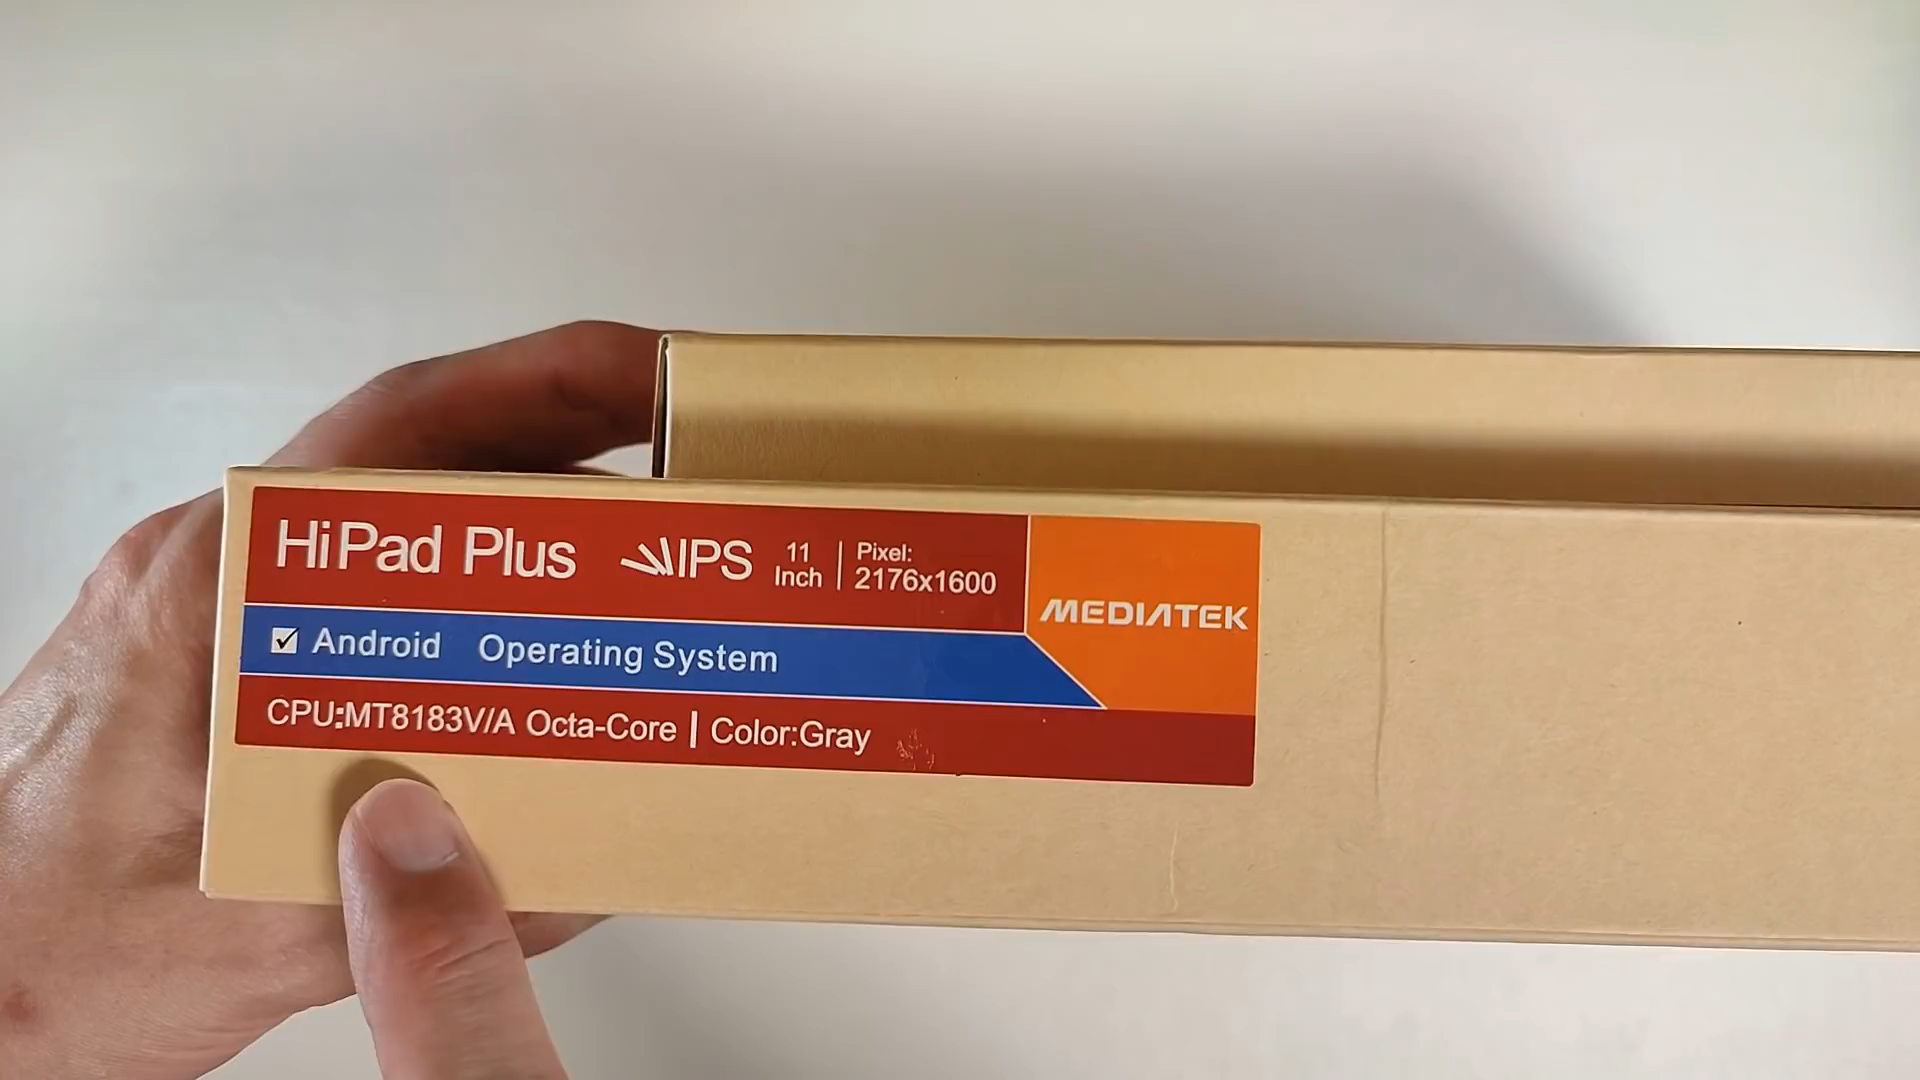 HiPad Plus IPS 11 Inch | Pixel: 2176x1600
MEDIATEK
Android Operating System
CPU:MT8183V/A Octa-Core | Color:Gray